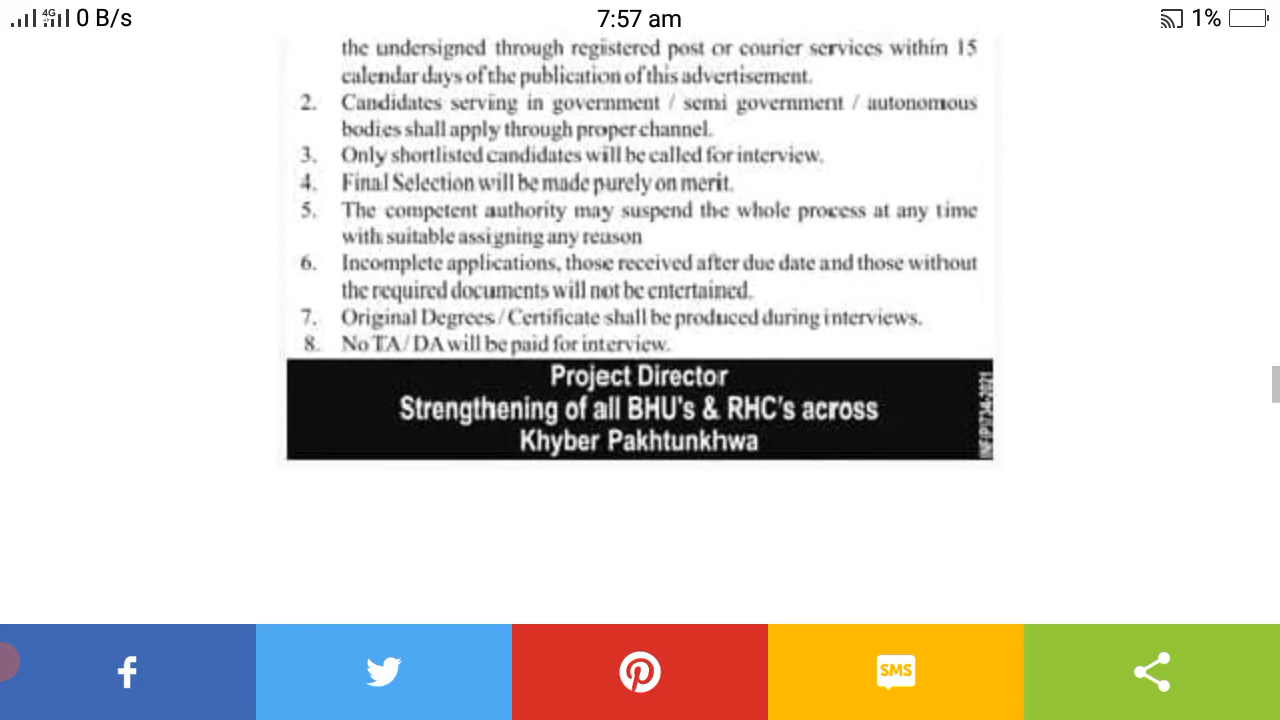 4G 0 B/s 7:57 am 1%
the undersigned through registered post or courier services within 15
calendar days of the publication of this advertisement.
2. Candidates serving in government / semi government / autonomous
bodies shall apply through proper channel.
3. Only shortlisted candidates will be called for interview.
4. Final Selection will be made purely on merit.
5. The competent authority may suspend the whole process at any time
with suitable assigning any reason
6. Incomplete applications, those received after due date and those without
the required documents will not be entertained.
7. Original Degrees / Certificate shall be produced during interviews.
8. No TA / DA will be paid for interview.
Project Director
Strengthening of all BHU's & RHC's across
Khyber Pakhtunkhwa
INF(P)1734-2021
SMS